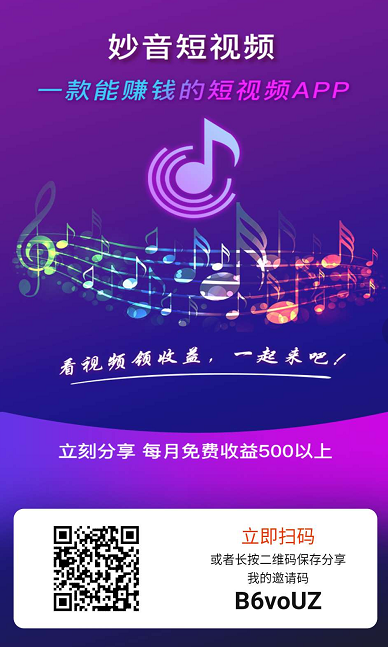 妙音短视频
一款能赚钱的短视频APP
看视频领收益，一起来吧！
立刻分享 每月免费收益500以上
立即扫码
或者长按二维码保存分享
我的邀请码
B6voUZ